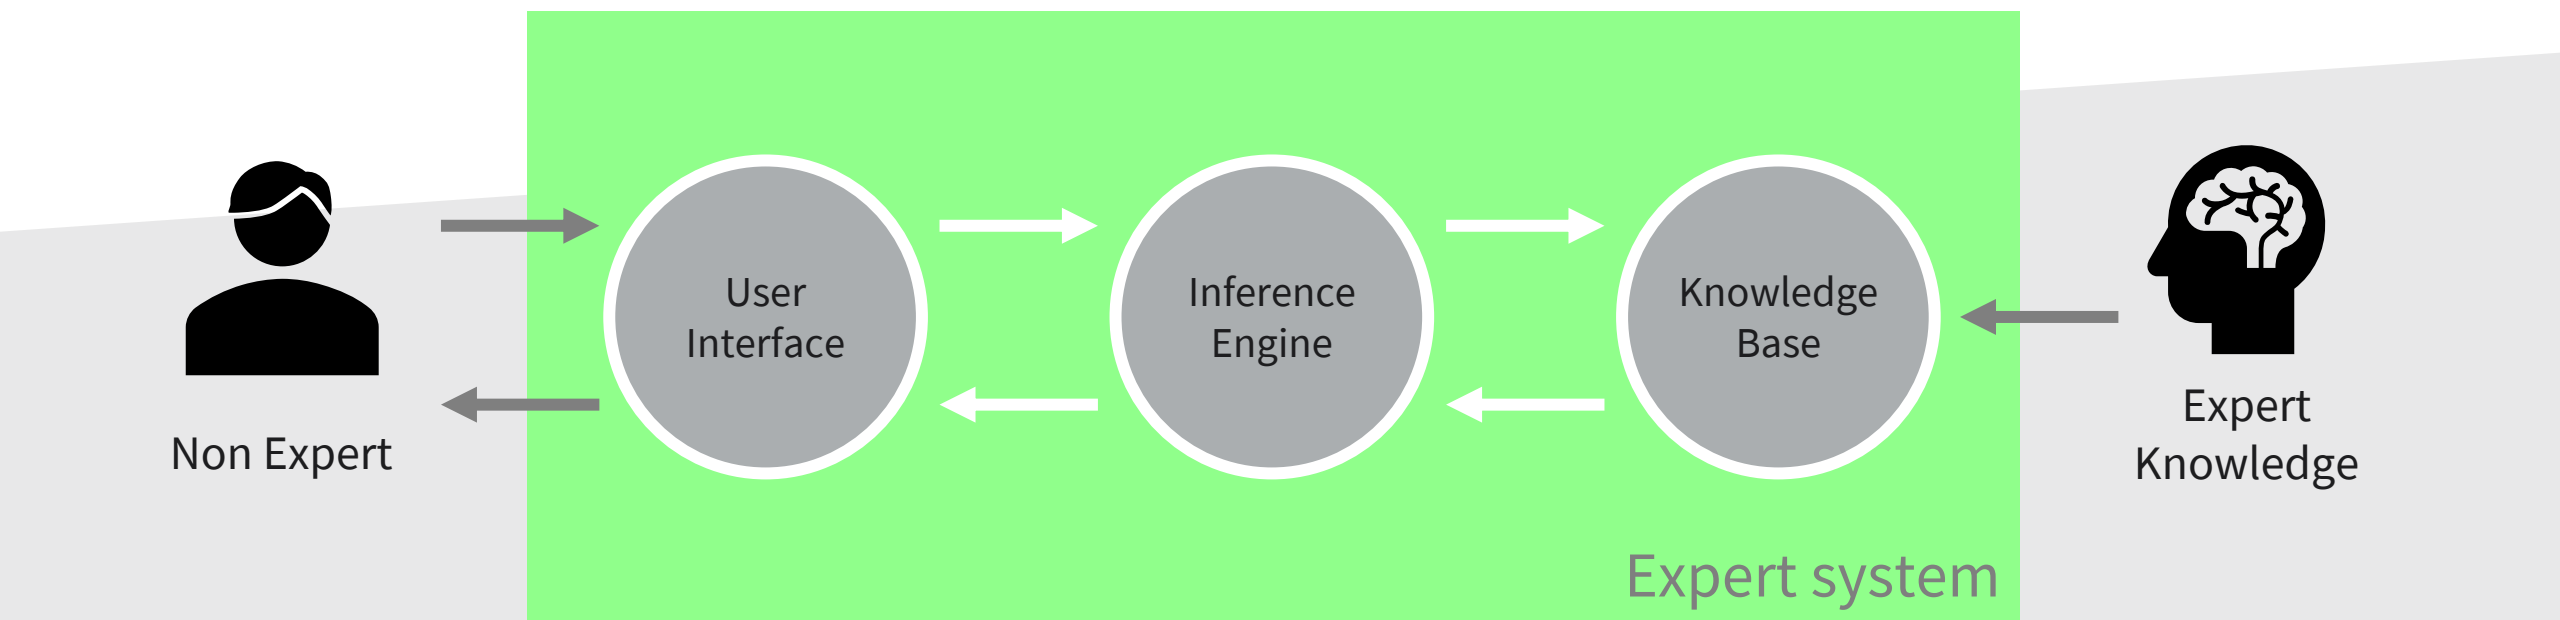 Non Expert
User
Interface
Inference
Engine
Knowledge
Base
Expert
Knowledge
Expert system